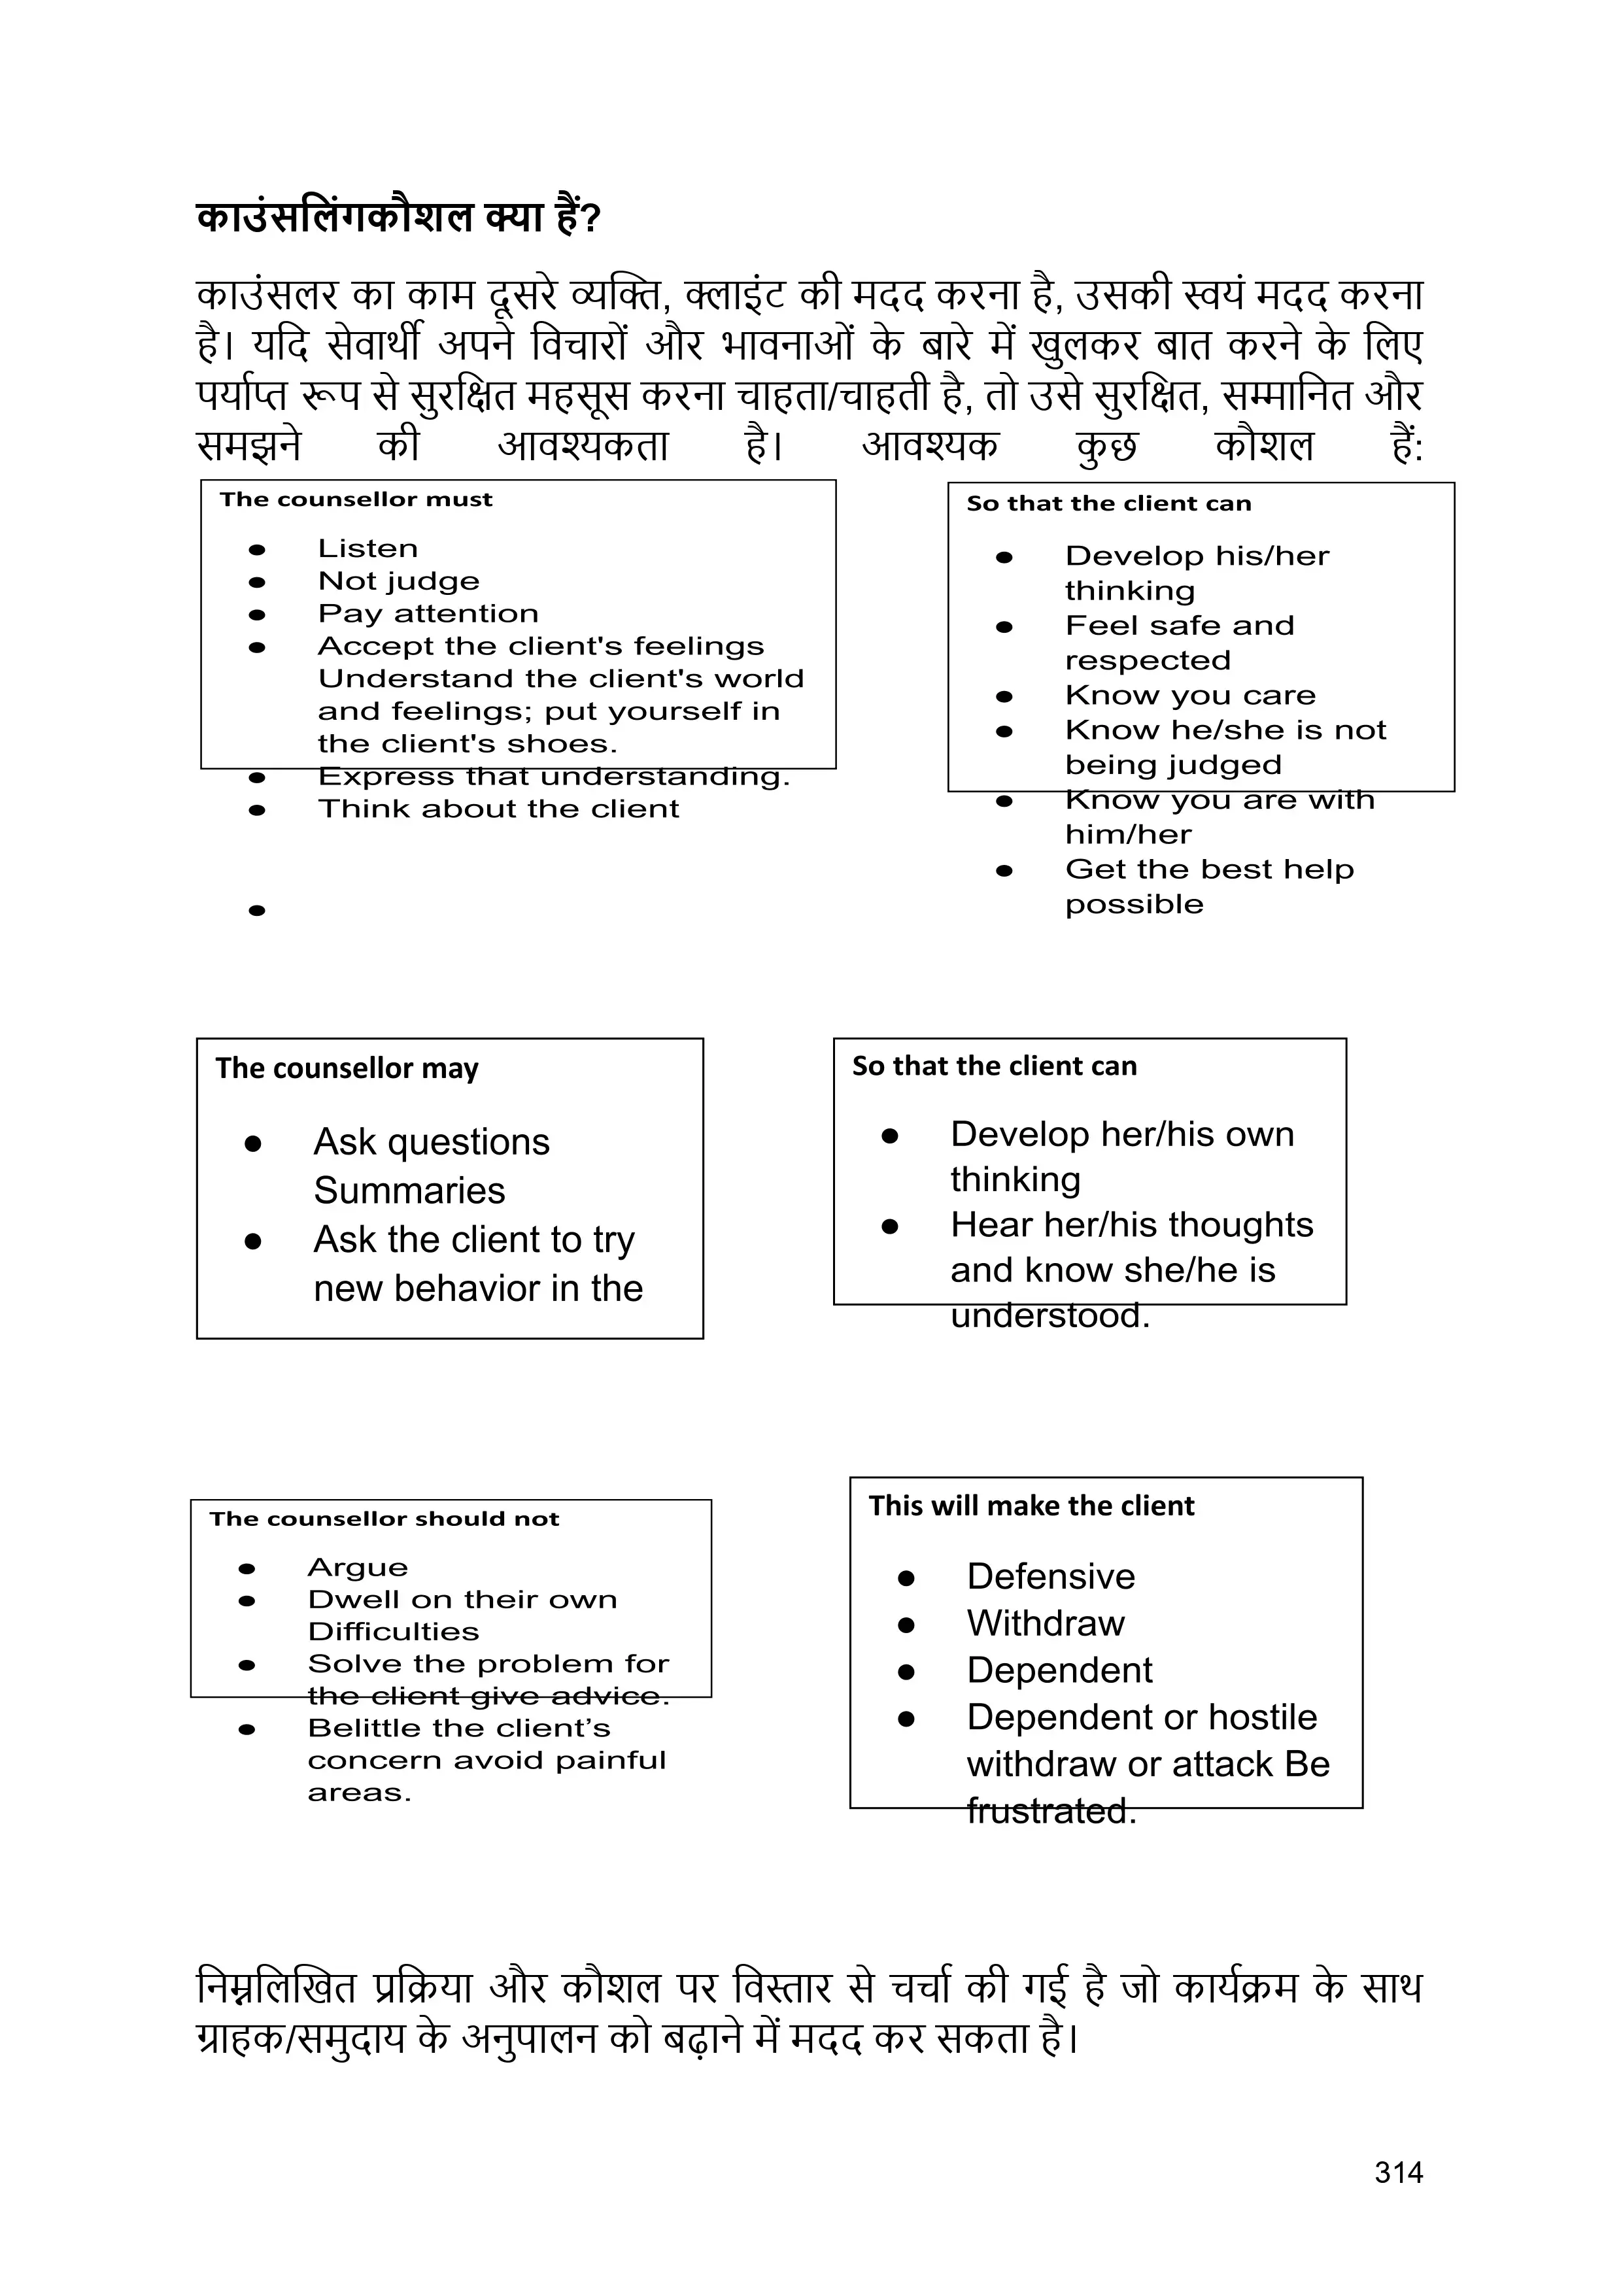 काउंसलिंगकौशल क्या हैं?
काउंसलर का काम दूसरे व्यक्ति, क्लाइंट की मदद करना है, उसकी स्वयं मदद करना
है। यदि सेवार्थी अपने विचारों और भावनाओं के बारे में खुलकर बात करने के लिए
पर्याप्त रूप से सुरक्षित महसूस करना चाहता/चाहती है, तो उसे सुरक्षित, सम्मानित और
समझने की आवश्यकता है। आवश्यक कुछ कौशल हैं:
The counsellor must
● Listen
● Not judge
● Pay attention
● Accept the client's feelings
Understand the client's world
and feelings; put yourself in
the client's shoes.
● Express that understanding.
● Think about the client
●
So that the client can
● Develop his/her
thinking
● Feel safe and
respected
● Know you care
● Know he/she is not
being judged
● Know you are with
him/her
● Get the best help
possible
The counsellor may
● Ask questions
Summaries
● Ask the client to try
new behavior in the
So that the client can
● Develop her/his own
thinking
● Hear her/his thoughts
and know she/he is
understood.
The counsellor should not
● Argue
● Dwell on their own
Difficulties
● Solve the problem for
the client give advice.
● Belittle the client’s
concern avoid painful
areas.
This will make the client
● Defensive
● Withdraw
● Dependent
● Dependent or hostile
withdraw or attack Be
frustrated.
निम्नलिखित प्रक्रिया और कौशल पर विस्तार से चर्चा की गई है जो कार्यक्रम के साथ
ग्राहक/समुदाय के अनुपालन को बढ़ाने में मदद कर सकता है।
314